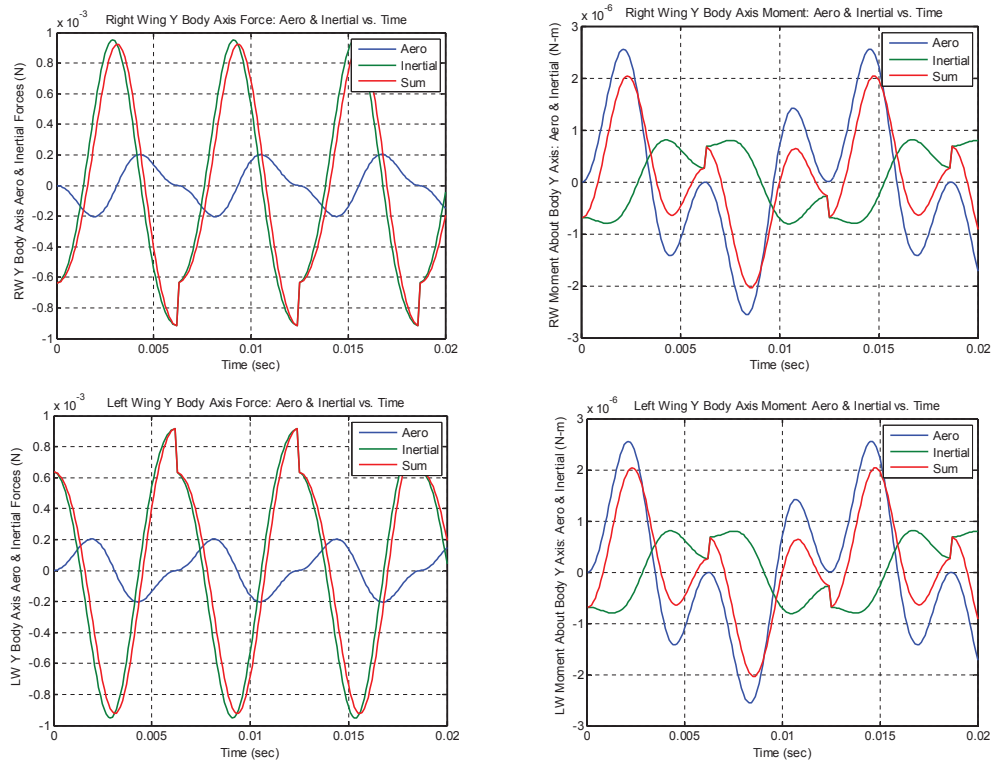 Right Wing Y Body Axis Force: Aero & Inertial vs. Time
x 10^-3
1
0.8
0.6
0.4
0.2
0
-0.2
-0.4
-0.6
-0.8
-1
0
0.005
0.01
0.015
0.02
Time (sec)
RW Y Body Axis Aero & Inertial Forces (N)
Aero
Inertial
Sum
Right Wing Y Body Axis Moment: Aero & Inertial vs. Time
x 10^-6
3
2
1
0
-1
-2
-3
0
0.005
0.01
0.015
0.02
Time (sec)
RW Moment About Body Y Axis: Aero & Inertial (N-m)
Aero
Inertial
Sum
Left Wing Y Body Axis Force: Aero & Inertial vs. Time
x 10^-3
1
0.8
0.6
0.4
0.2
0
-0.2
-0.4
-0.6
-0.8
-1
0
0.005
0.01
0.015
0.02
Time (sec)
LW Y Body Axis Aero & Inertial Forces (N)
Aero
Inertial
Sum
Left Wing Y Body Axis Moment: Aero & Inertial vs. Time
x 10^-6
3
2
1
0
-1
-2
-3
0
0.005
0.01
0.015
0.02
Time (sec)
LW Moment About Body Y Axis: Aero & Inertial (N-m)
Aero
Inertial
Sum